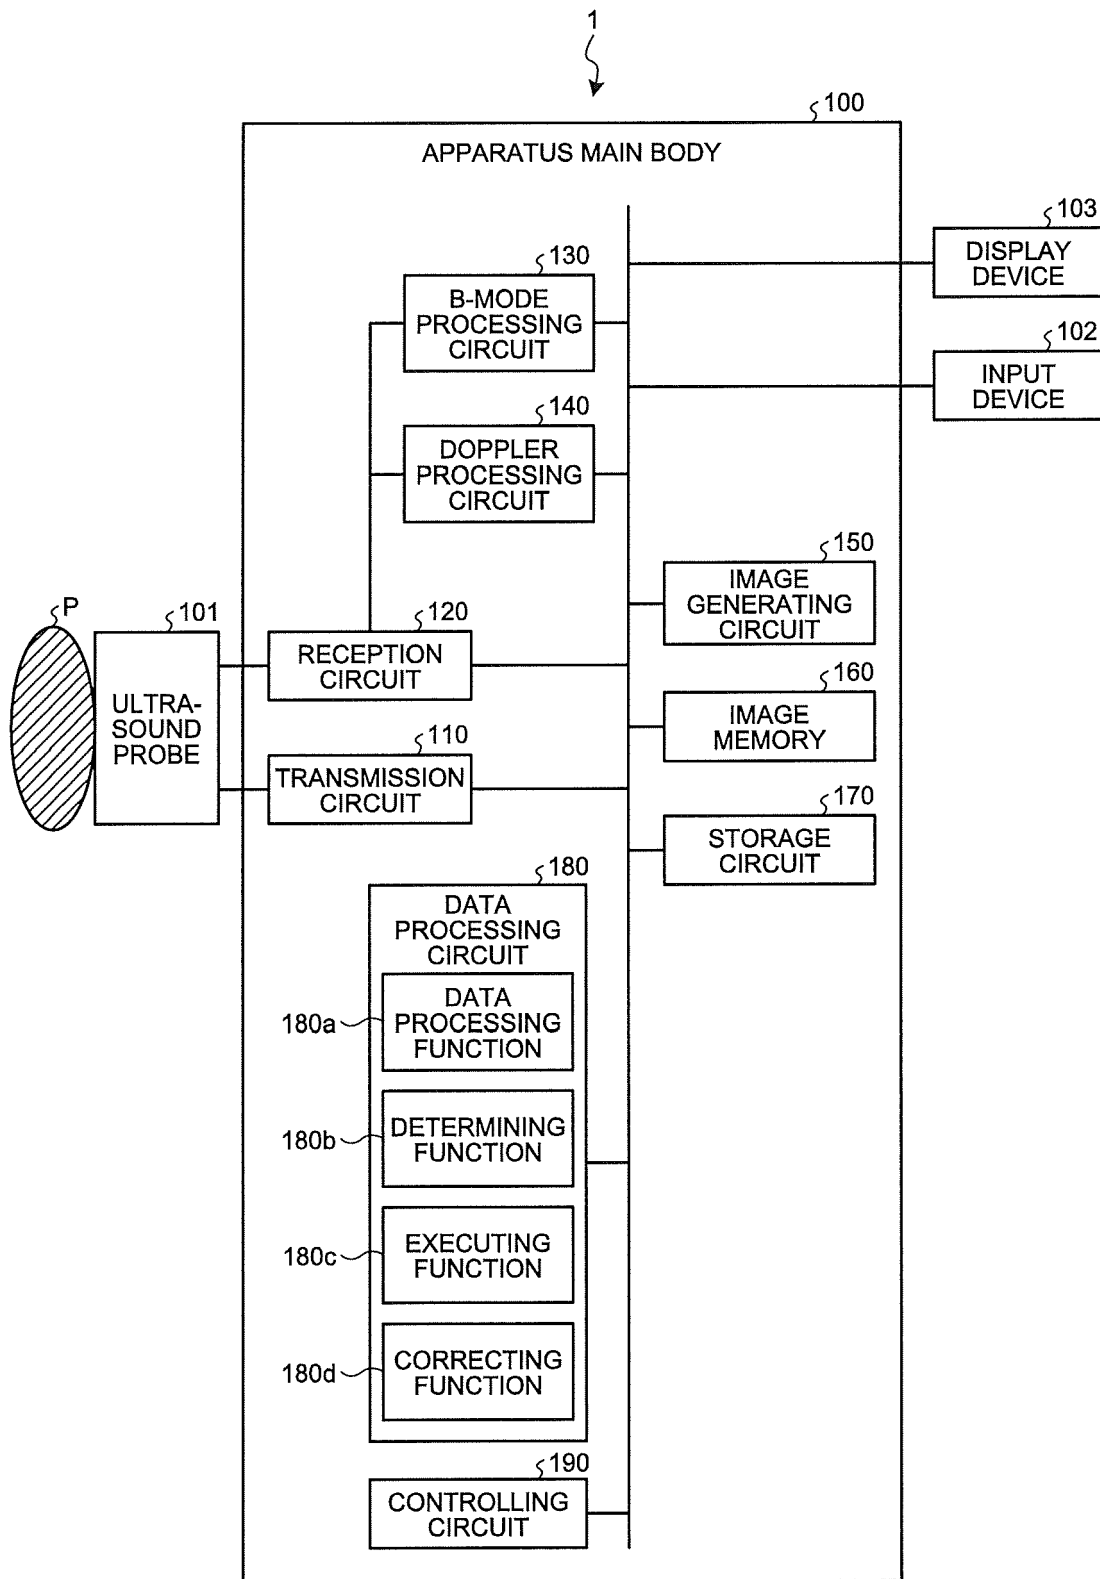 1
100
APPARATUS MAIN BODY
103
DISPLAY
DEVICE
130
B-MODE
PROCESSING
CIRCUIT
102
INPUT
DEVICE
140
DOPPLER
PROCESSING
CIRCUIT
150
IMAGE
GENERATING
CIRCUIT
P
101
ULTRA-
SOUND
PROBE
120
RECEPTION
CIRCUIT
160
IMAGE
MEMORY
110
TRANSMISSION
CIRCUIT
170
STORAGE
CIRCUIT
180
DATA
PROCESSING
CIRCUIT
180a
DATA
PROCESSING
FUNCTION
180b
DETERMINING
FUNCTION
180c
EXECUTING
FUNCTION
180d
CORRECTING
FUNCTION
190
CONTROLLING
CIRCUIT